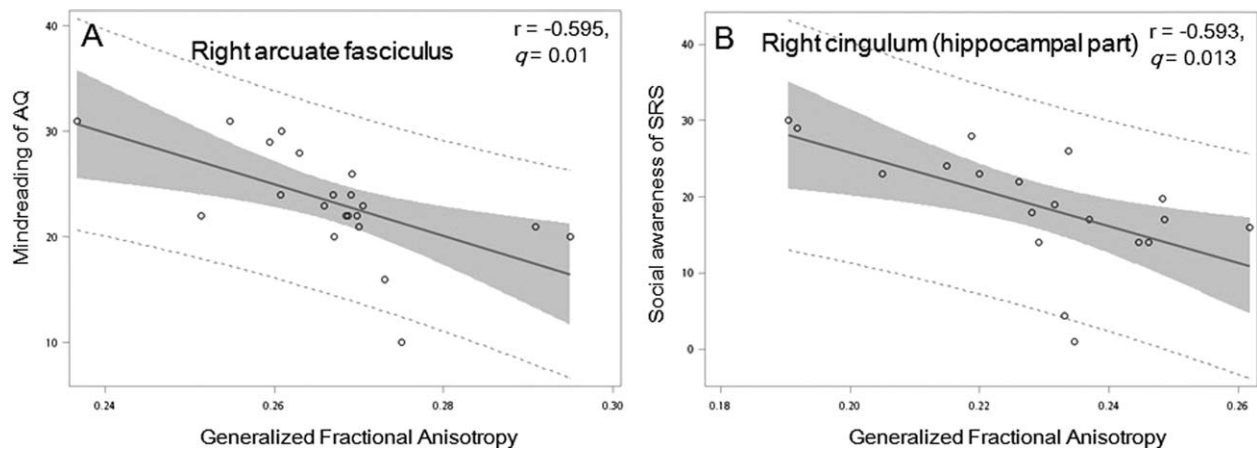 A
Right arcuate fasciculus
r = -0.595,
q= 0.01
Mindreading of AQ
40
30
20
10
0.24
0.26
0.28
0.30
Generalized Fractional Anisotropy
B
Right cingulum (hippocampal part)
r = -0.593,
q= 0.013
Social awareness of SRS
40
30
20
10
0
0.18
0.20
0.22
0.24
0.26
Generalized Fractional Anisotropy